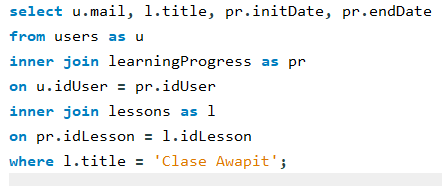 select u.mail, l.title, pr.initDate, pr.endDate
from users as u
inner join learningProgress as pr
on u.idUser = pr.idUser
inner join lessons as l
on pr.idLesson = l.idLesson
where l.title = 'Clase Awapit';